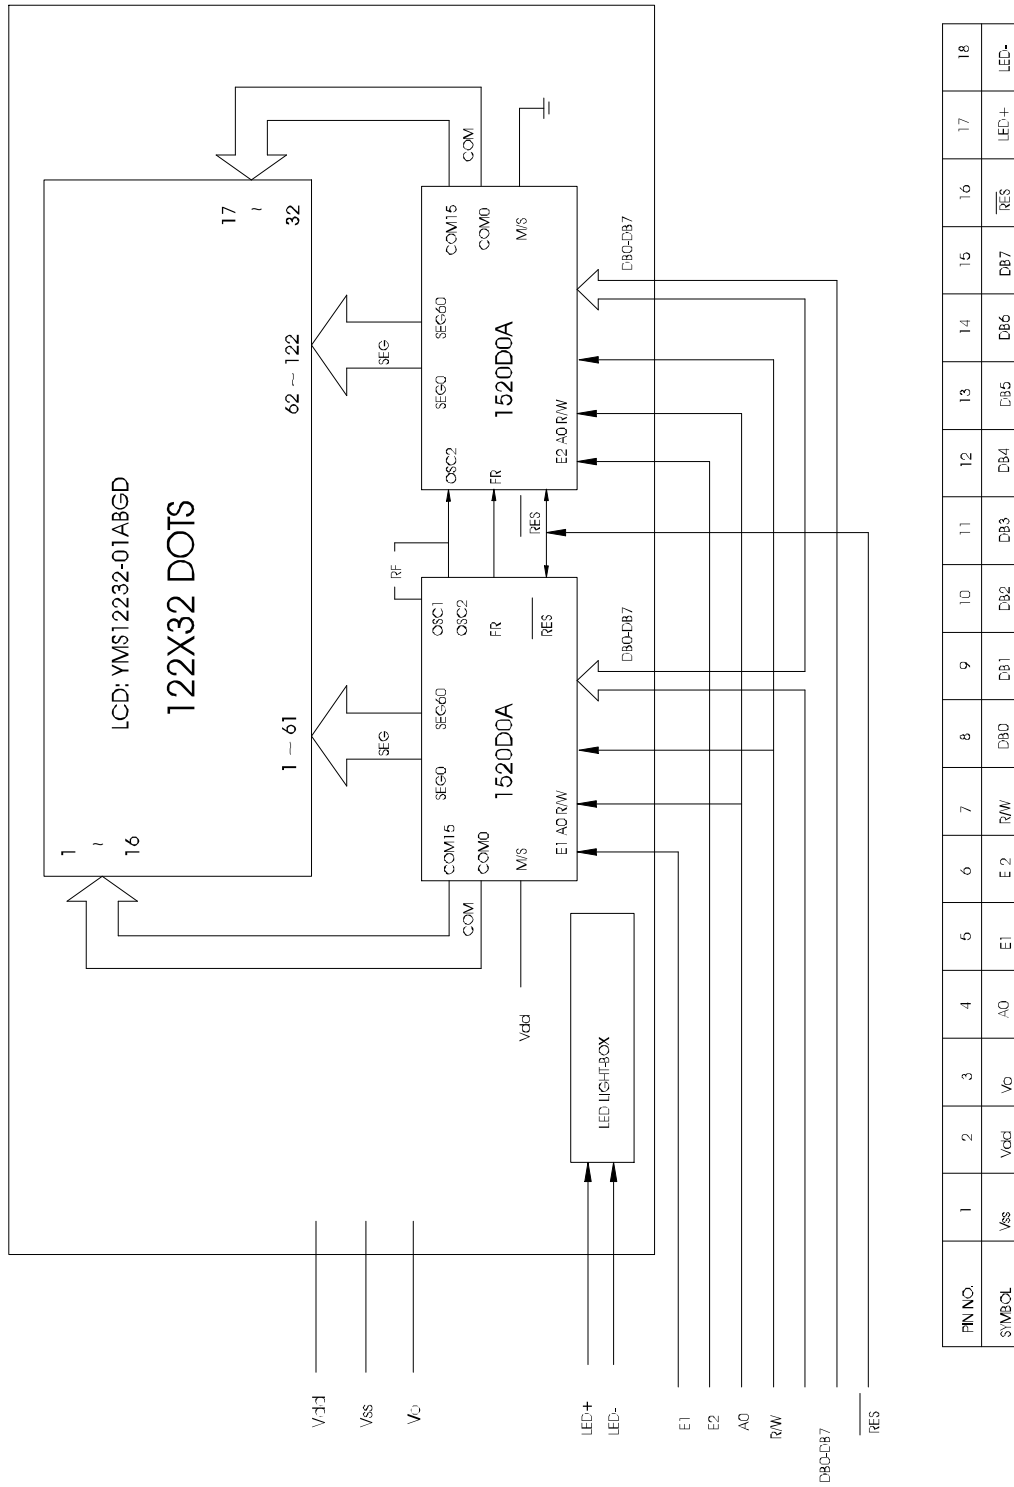 LCD: YMS12232-01ABGD
122X32 DOTS
1
~
16
1 ~ 61
62 ~ 122
17
~
32
SEG
SEG
COM
COM
SEG0
SEG60
COM15
COM0
M/S
1520D0A
E1 A0 R/W
OSC1
OSC2
FR
RES
RF
RES
SEG0
SEG60
OSC2
FR
1520D0A
E2 A0 R/W
COM15
COM0
M/S
DB0-DB7
DB0-DB7
Vdd
LED LIGHT-BOX
Vdd
Vss
Vo
LED+
LED-
E1
E2
A0
R/W
DB0-DB7
RES
PIN NO. 1 2 3 4 5 6 7 8 9 10 11 12 13 14 15 16 17 18
SYMBOL Vss Vdd Vo A0 E1 E 2 R/W DB0 DB1 DB2 DB3 DB4 DB5 DB6 DB7 RES LED+ LED-